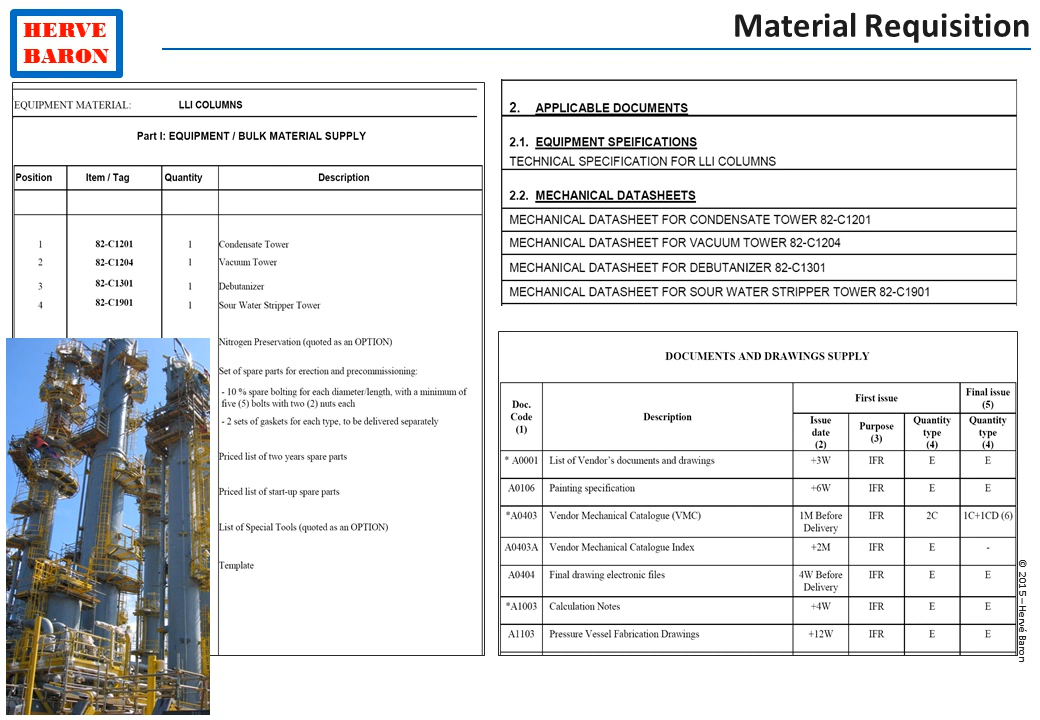 HERVE
BARON
Material Requisition
EQUIPMENT MATERIAL: LLI COLUMNS
Part I: EQUIPMENT / BULK MATERIAL SUPPLY
Position Item / Tag Quantity Description
1 82-C1201 1 Condensate Tower
2 82-C1204 1 Vacuum Tower
3 82-C1301 1 Debutanizer
4 82-C1901 1 Sour Water Stripper Tower
Nitrogen Preservation (quoted as an OPTION)
Set of spare parts for erection and precommissioning:
- 10 % spare bolting for each diameter/length, with a minimum of
five (5) bolts with two (2) nuts each
- 2 sets of gaskets for each type, to be delivered separately
Priced list of two years spare parts
Priced list of start-up spare parts
List of Special Tools (quoted as an OPTION)
Template
2. APPLICABLE DOCUMENTS
2.1. EQUIPMENT SPEIFICATIONS
TECHNICAL SPECIFICATION FOR LLI COLUMNS
2.2. MECHANICAL DATASHEETS
MECHANICAL DATASHEET FOR CONDENSATE TOWER 82-C1201
MECHANICAL DATASHEET FOR VACUUM TOWER 82-C1204
MECHANICAL DATASHEET FOR DEBUTANIZER 82-C1301
MECHANICAL DATASHEET FOR SOUR WATER STRIPPER TOWER 82-C1901
DOCUMENTS AND DRAWINGS SUPPLY
Doc. Code (1) Description First issue Final issue (5)
Issue date (2) Purpose (3) Quantity type (4) Quantity type (4)
* A0001 List of Vendor's documents and drawings +3W IFR E E
A0106 Painting specification +6W IFR E E
*A0403 Vendor Mechanical Catalogue (VMC) 1M Before Delivery IFR 2C 1C+1CD (6)
A0403A Vendor Mechanical Catalogue Index +2M IFR E -
A0404 Final drawing electronic files 4W Before Delivery IFR E E
*A1003 Calculation Notes +4W IFR E E
A1103 Pressure Vessel Fabrication Drawings +12W IFR E E
© 2015 – Hervé Baron